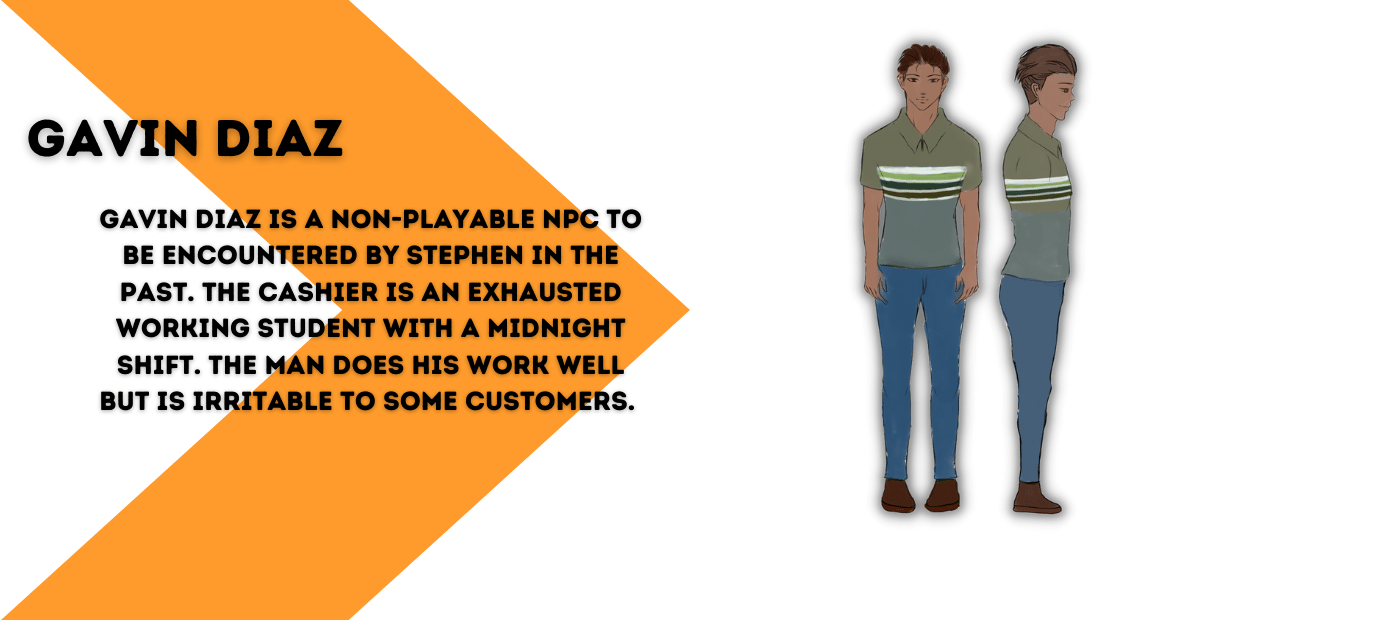 GAVIN DIAZ
GAVIN DIAZ IS A NON-PLAYABLE NPC TO
BE ENCOUNTERED BY STEPHEN IN THE
PAST. THE CASHIER IS AN EXHAUSTED
WORKING STUDENT WITH A MIDNIGHT
SHIFT. THE MAN DOES HIS WORK WELL
BUT IS IRRITABLE TO SOME CUSTOMERS.